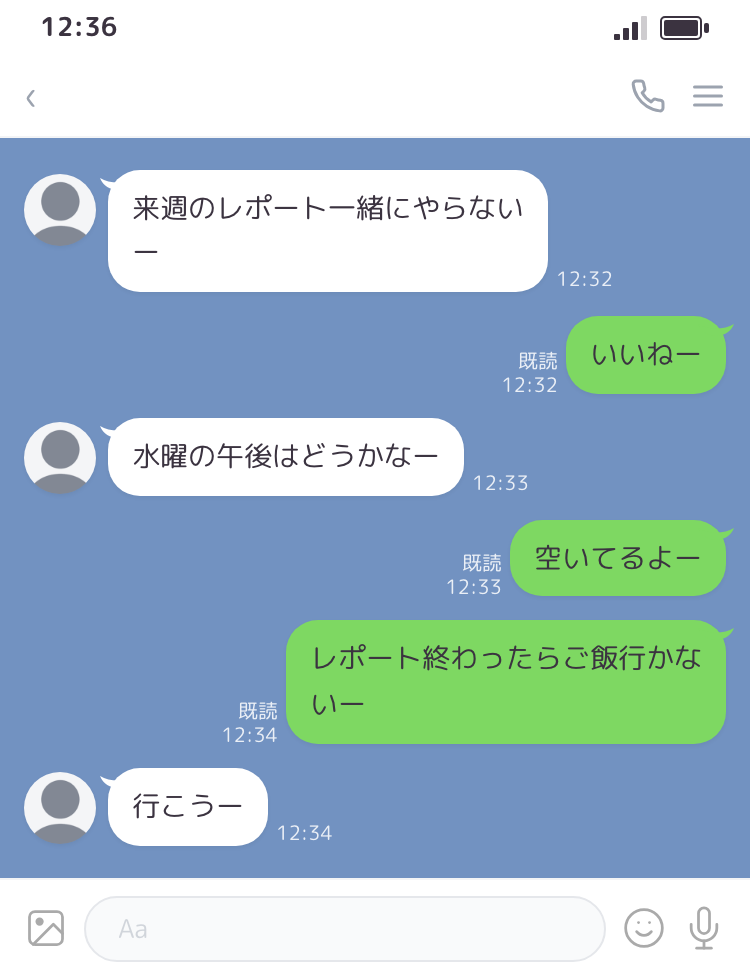 12:36
来週のレポート一緒にやらない
ー
12:32
いいねー
既読
12:32
水曜の午後はどうかなー
12:33
空いてるよー
既読
12:33
レポート終わったらご飯行かな
いー
既読
12:34
行こうー
12:34
Aa